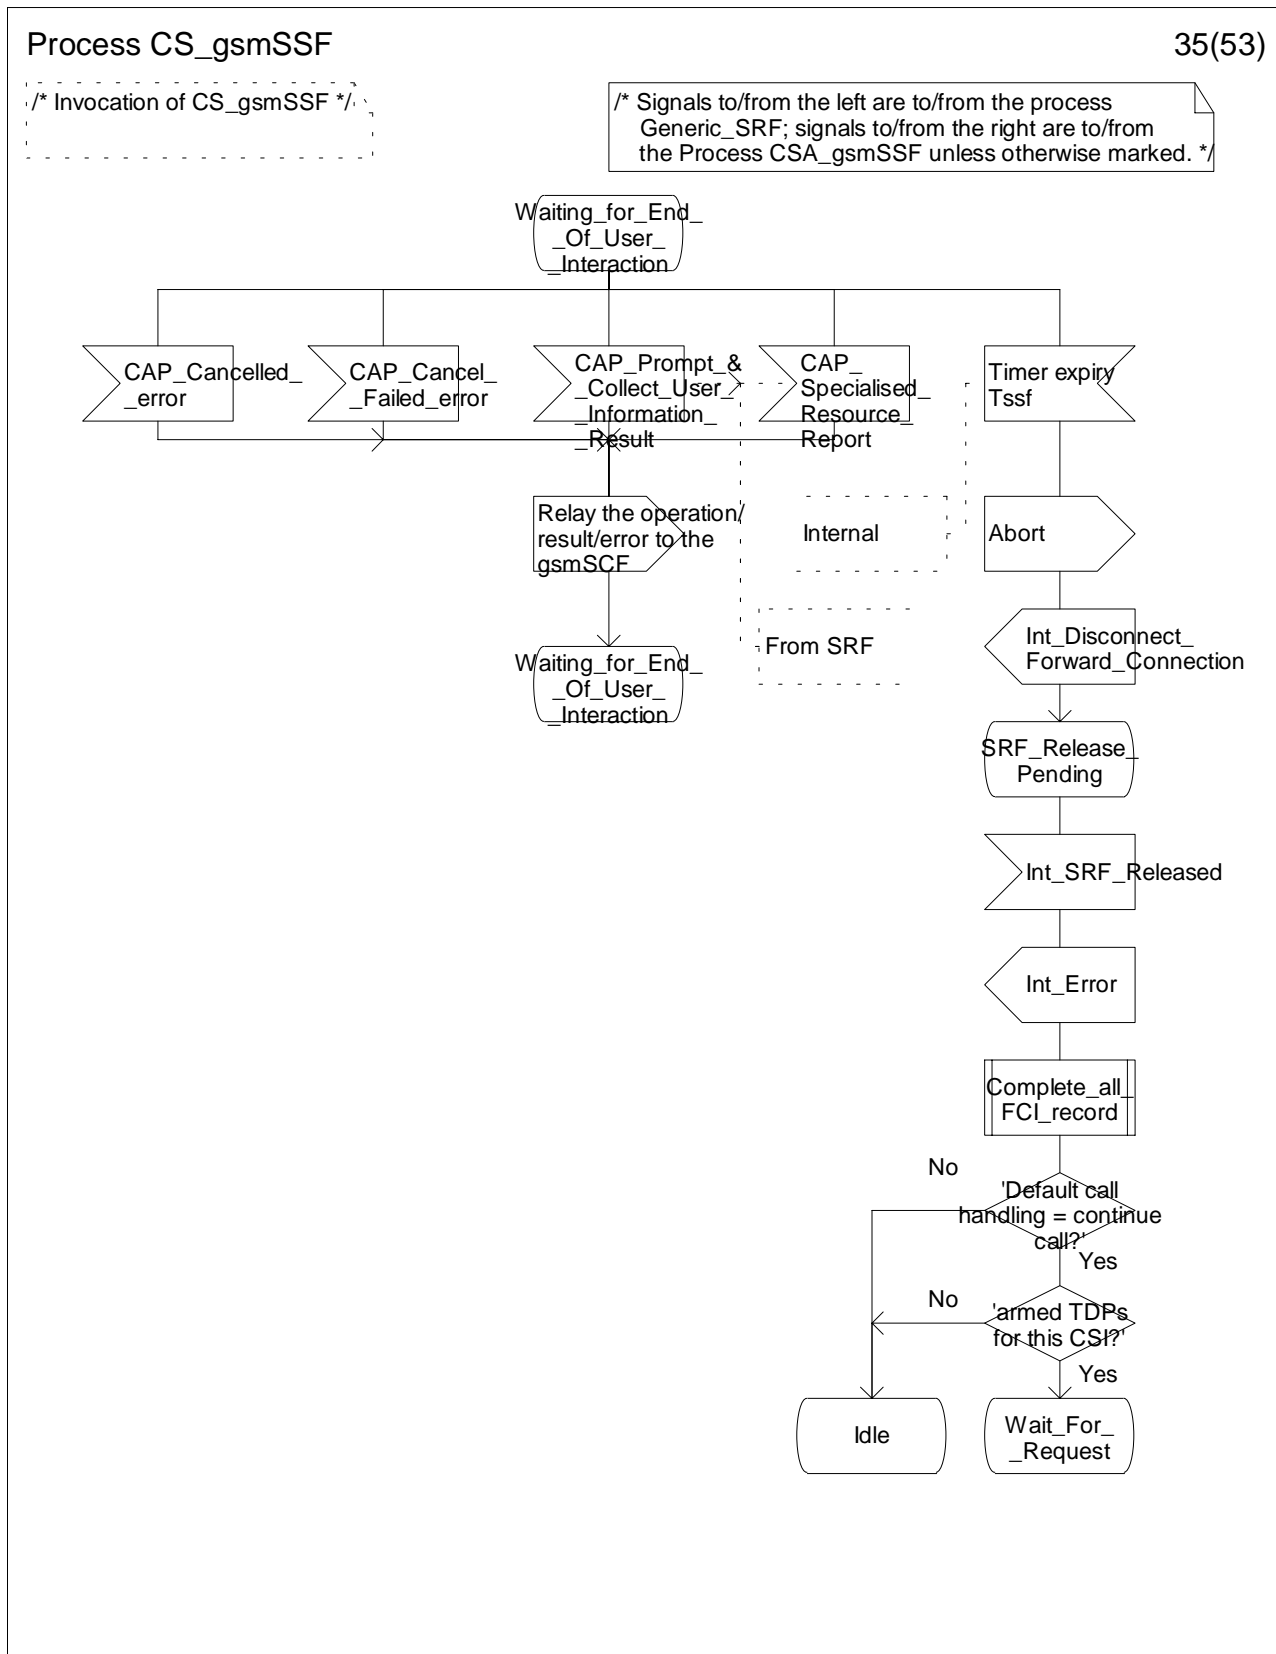 Process CS_gsmSSF
35(53)
/* Invocation of CS_gsmSSF */
/* Signals to/from the left are to/from the process
Generic_SRF; signals to/from the right are to/from
the Process CSA_gsmSSF unless otherwise marked. */
Waiting_for_End_
_Of_User_
_Interaction
CAP_Cancelled_
_error
CAP_Cancel_
_Failed_error
CAP_Prompt_&
_Collect_User_
_Information_
_Result
CAP_
Specialised_
Resource_
Report
Timer expiry
Tssf
Relay the operation/
result/error to the
gsmSCF
Internal
Abort
From SRF
Int_Disconnect_
Forward_Connection
Waiting_for_End_
_Of_User_
_Interaction
SRF_Release_
Pending
Int_SRF_Released
Int_Error
Complete_all_
FCI_record
No
'Default call
handling = continue
call?'
Yes
No
'armed TDPs
for this CSI?'
Yes
Idle
Wait_For_
_Request